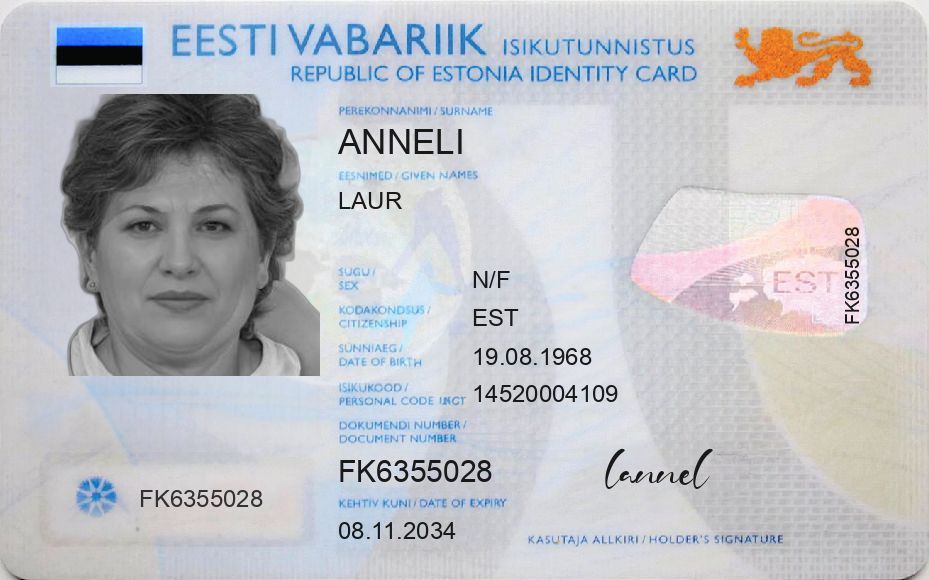 EESTI VABARIIK ISIKUTUNNISTUS
REPUBLIC OF ESTONIA IDENTITY CARD
PEREKONNANIMI / SURNAME
ANNELI
EESNIMED / GIVEN NAMES
LAUR
SUGU /
SEX
N/F
KODAKONDSUS /
CITIZENSHIP
EST
SÜNNIAEG /
DATE OF BIRTH
19.08.1968
ISIKUKOOD /
PERSONAL CODE
14520004109
DOKUMENDI NUMBER /
DOCUMENT NUMBER
FK6355028
KEHTIV KUNI / DATE OF EXPIRY
08.11.2034
FK6355028
EST
FK6355028
lannel
KASUTAJA ALLKIRI / HOLDER'S SIGNATURE